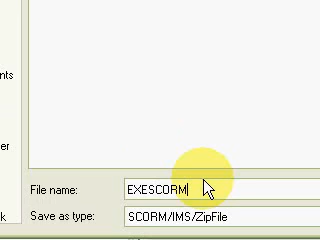 nts
er
File name: EXESCORM
k
Save as type: SCORM/IMS/ZipFile